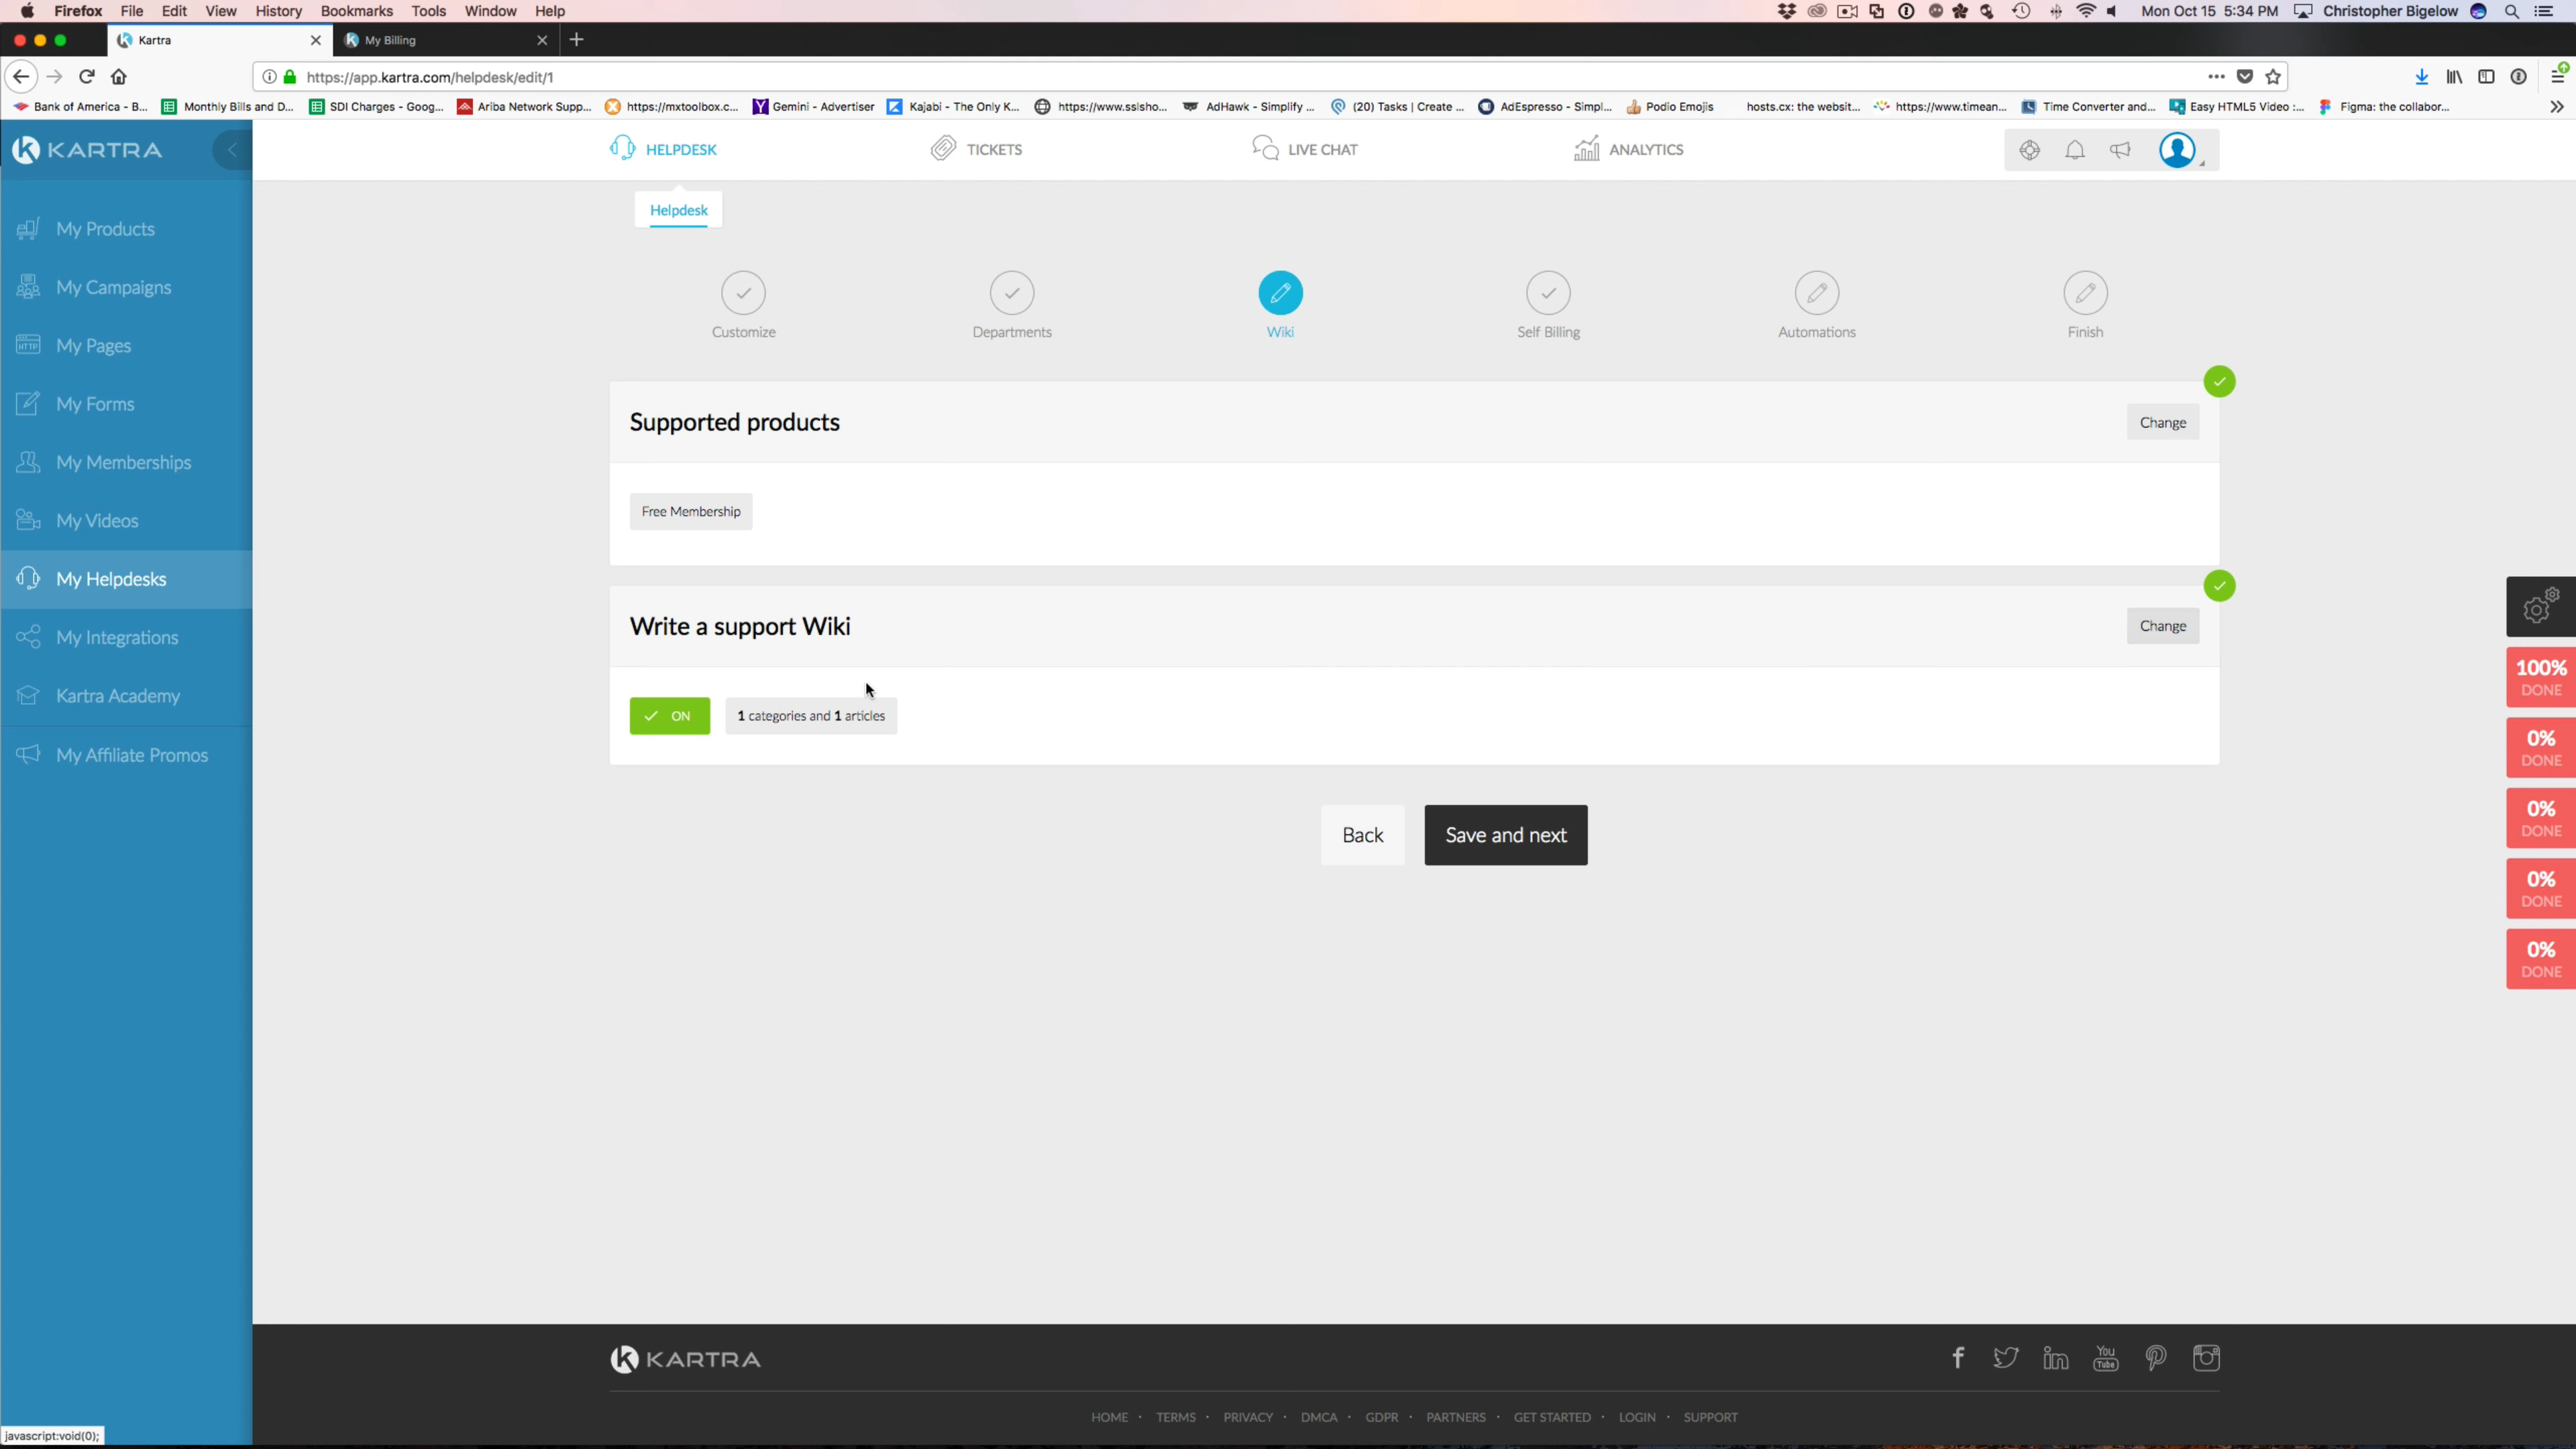 Firefox File Edit View History Bookmarks Tools Window Help Mon Oct 15 5:34 PM Christopher Bigelow
Kartra My Billing
https://app.kartra.com/helpdesk/edit/1
Bank of America - B... Monthly Bills and D... SDI Charges - Goog... Ariba Network Supp... https://mxtoolbox.c... Gemini - Advertiser Kajabi - The Only K... https://www.sslsho... AdHawk - Simplify ... (20) Tasks | Create ... AdEspresso - Simpl... Podio Emojis hosts.cx: the websit... https://www.timean... Time Converter and... Easy HTML5 Video :... Figma: the collabor...
KARTRA
HELPDESK TICKETS LIVE CHAT ANALYTICS
Helpdesk
My Products
My Campaigns
My Pages
HTTP
My Forms
My Memberships
My Videos
My Helpdesks
My Integrations
Kartra Academy
My Affiliate Promos
Customize Departments Wiki Self Billing Automations Finish
Supported products
Change
Free Membership
Write a support Wiki
Change
ON
1 categories and 1 articles
Back
Save and next
100%
DONE
0%
DONE
0%
DONE
0%
DONE
0%
DONE
KARTRA
You
Tube
HOME · TERMS · PRIVACY · DMCA · GDPR · PARTNERS · GET STARTED · LOGIN · SUPPORT
javascript:void(0);